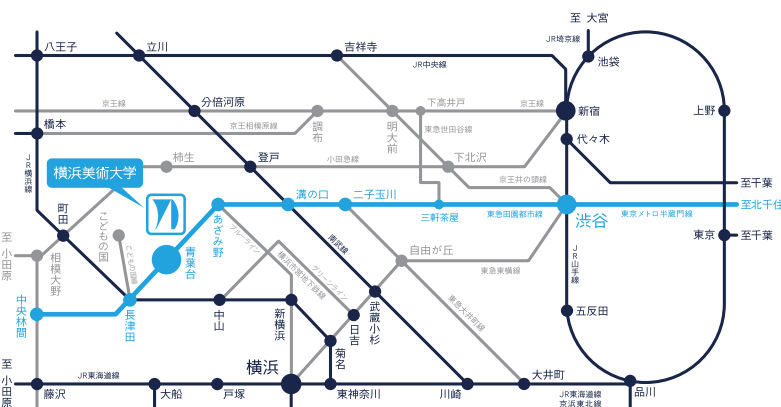 至 大宮
JR埼京線
八王子
立川
吉祥寺
池袋
JR中央線
京王線
分倍河原
下高井戸
京王線
新宿
上野
橋本
京王相模原線
調布
明大前
東急世田谷線
代々木
JR横浜線
柿生
登戸
小田急線
下北沢
横浜美術大学
京王井の頭線
至千葉
町田
こどもの国
あざみ野
溝の口
二子玉川
三軒茶屋
東急田園都市線
渋谷
東京メトロ半蔵門線
至北千住
至小田原
相模大野
こどもの国線
青葉台
ブルーライン
横浜市営地下鉄線
グリーンライン
南武線
自由が丘
東急東横線
JR山手線
東京
至千葉
中央林間
長津田
中山
新横浜
日吉
武蔵小杉
東急大井町線
五反田
菊名
至小田原
JR東海道線
横浜
藤沢
大船
戸塚
東神奈川
川崎
大井町
品川
JR東海道線
京浜東北線